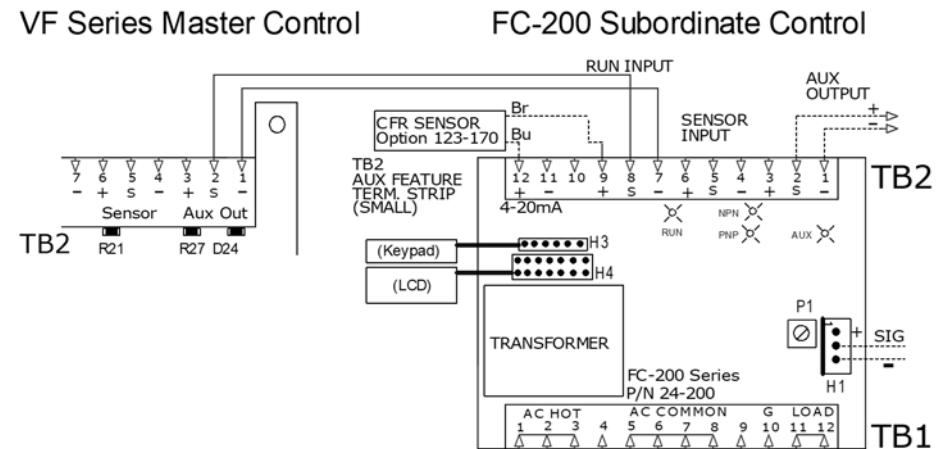 VF Series Master Control
FC-200 Subordinate Control
RUN INPUT
AUX
OUTPUT
+
-
Br
CFR SENSOR
Option 123-170
Bu
SENSOR
INPUT
7 6 5 4 3 2 1
- + S - + S -
Sensor Aux Out
TB2
R21 R27 D24
TB2
AUX FEATURE
TERM. STRIP
(SMALL)
12 11 10 9 8 7 6 5 4 3 2 1
+ - + S - + S - + S -
TB2
4-20mA
RUN
NPN
PNP
AUX
(Keypad)
H3
(LCD)
H4
TRANSFORMER
P1
1
+
SIG
-
H1
FC-200 Series
P/N 24-200
AC HOT AC COMMON G LOAD
1 2 3 4 5 6 7 8 9 10 11 12
TB1